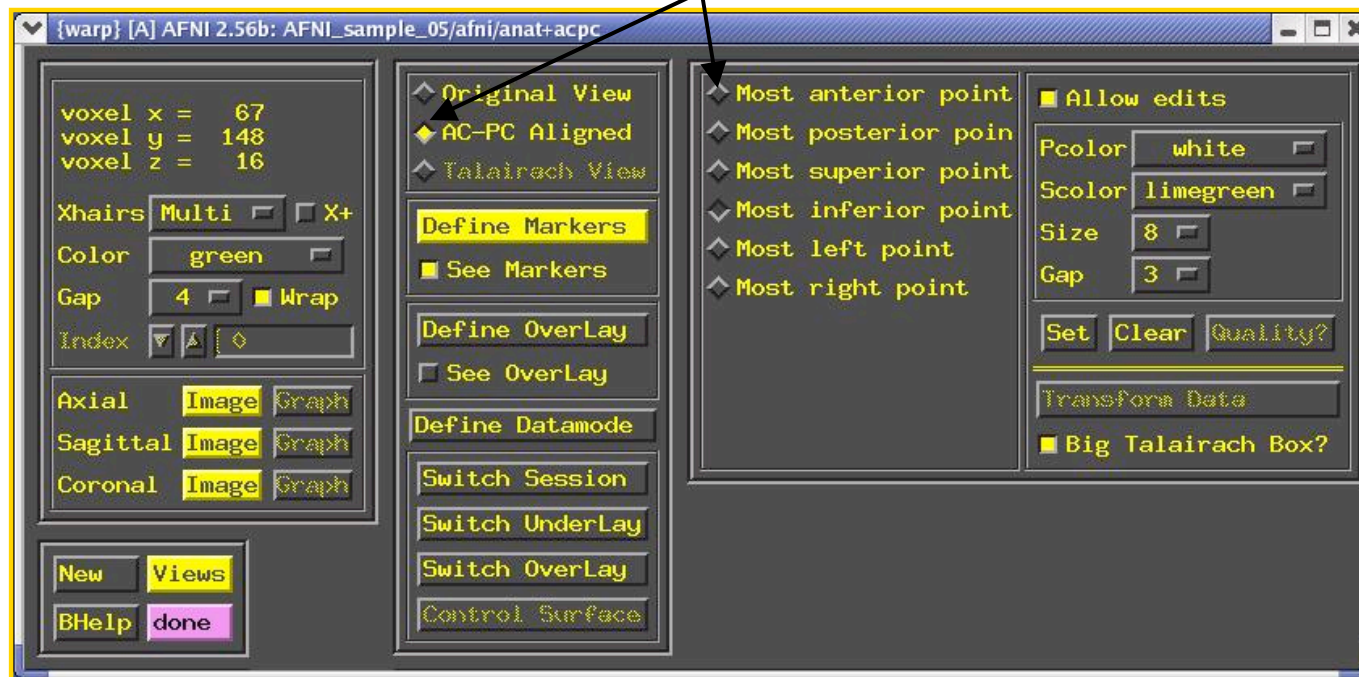 {warp} [A] AFNI 2.56b: AFNI_sample_05/afni/anat+acpc
voxel x = 67
voxel y = 148
voxel z = 16
Xhairs Multi X+
Color green
Gap 4 Wrap
Index 0
Axial Image Graph
Sagittal Image Graph
Coronal Image Graph
New Views
BHelp done
Original View
AC-PC Aligned
Talairach View
Define Markers
See Markers
Define OverLay
See OverLay
Define Datamode
Switch Session
Switch UnderLay
Switch OverLay
Control Surface
Most anterior point
Most posterior poin
Most superior point
Most inferior point
Most left point
Most right point
Allow edits
Pcolor white
Scolor limegreen
Size 8
Gap 3
Set Clear Quality?
Transform Data
Big Talairach Box?